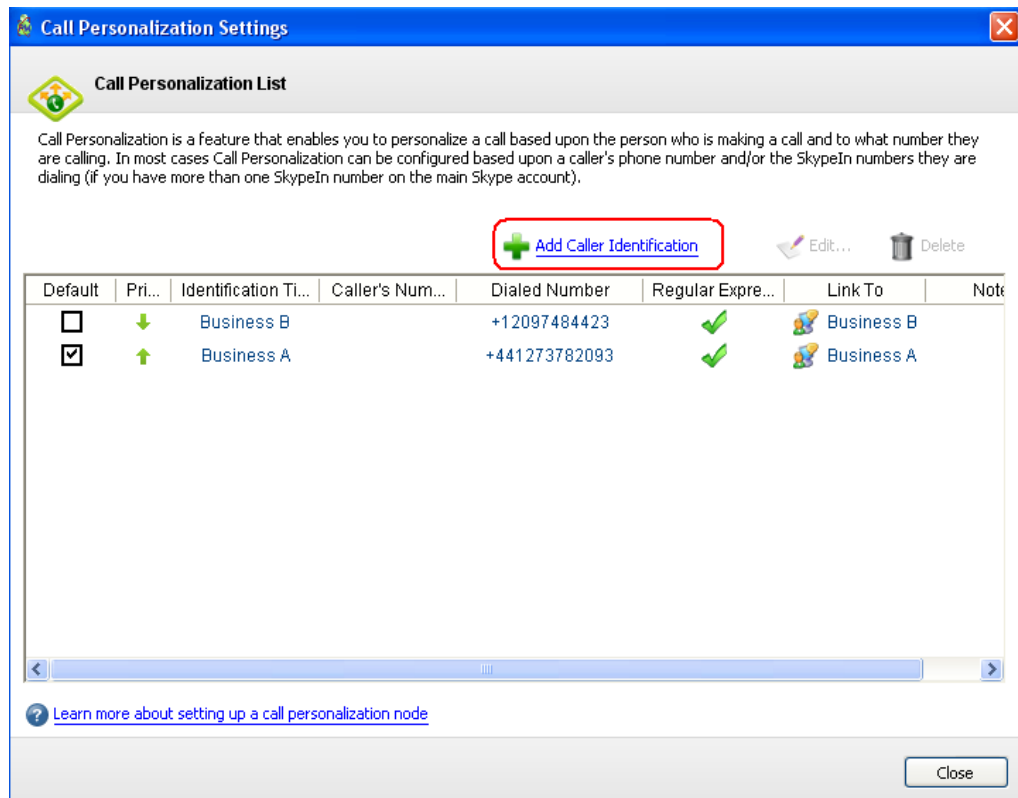 Call Personalization Settings
Call Personalization List
Call Personalization is a feature that enables you to personalize a call based upon the person who is making a call and to what number they
are calling. In most cases Call Personalization can be configured based upon a caller's phone number and/or the SkypeIn numbers they are
dialing (if you have more than one SkypeIn number on the main Skype account).
Add Caller Identification Edit... Delete
Default Pri... Identification Ti... Caller's Num... Dialed Number Regular Expre... Link To Note
Business B +12097484423 Business B
Business A +441273782093 Business A
Learn more about setting up a call personalization node
Close